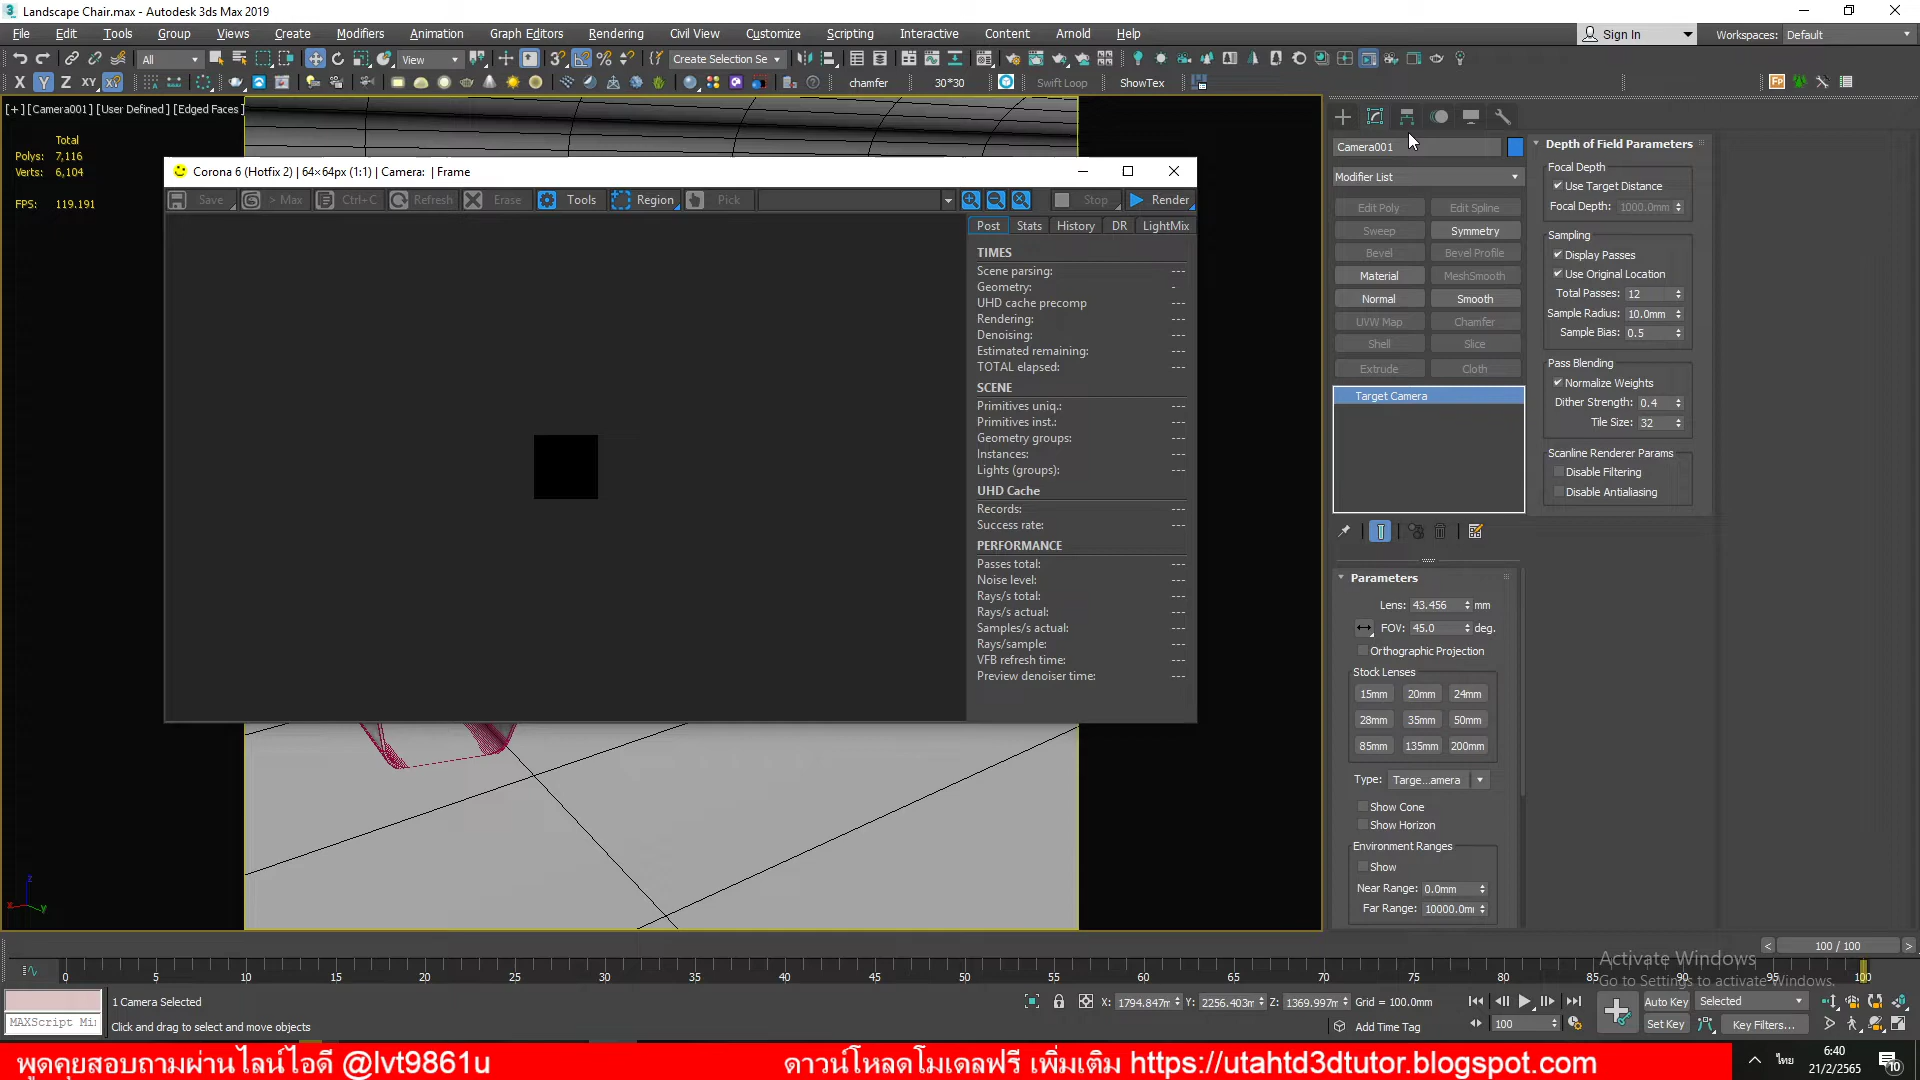 Landscape Chair.max - Autodesk 3ds Max 2019
File Edit Tools Group Views Create Modifiers Animation Graph Editors Rendering Civil View Customize Scripting Interactive Content Arnold Help
Sign In Workspaces: Default
All View Create Selection Se
X Y Z XY chamfer 30*30 Swift Loop ShowTex
[+] [Camera001] [User Defined] [Edged Faces]
Total
Polys: 7,116
Verts: 6,104
FPS: 119.191
Corona 6 (Hotfix 2) | 64×64px (1:1) | Camera: | Frame
Save > Max Ctrl+C Refresh Erase Tools Region Pick Stop Render
Post Stats History DR LightMix
TIMES
Scene parsing: ---
Geometry: -
UHD cache precomp ---
Rendering: ---
Denoising: ---
Estimated remaining: ---
TOTAL elapsed: ---
SCENE
Primitives uniq.: ---
Primitives inst.: ---
Geometry groups: ---
Instances: ---
Lights (groups): ---
UHD Cache
Records: ---
Success rate: ---
PERFORMANCE
Passes total: ---
Noise level: ---
Rays/s total: ---
Rays/s actual: ---
Samples/s actual: ---
Rays/sample: ---
VFB refresh time: ---
Preview denoiser time: ---
Camera001
Modifier List
Edit Poly Edit Spline
Sweep Symmetry
Bevel Bevel Profile
Material MeshSmooth
Normal Smooth
UVW Map Chamfer
Shell Slice
Extrude Cloth
Target Camera
Parameters
Lens: 43.456 mm
FOV: 45.0 deg.
Orthographic Projection
Stock Lenses
15mm 20mm 24mm
28mm 35mm 50mm
85mm 135mm 200mm
Type: Targe...amera
Show Cone
Show Horizon
Environment Ranges
Show
Near Range: 0.0mm
Far Range: 10000.0m
Depth of Field Parameters
Focal Depth
Use Target Distance
Focal Depth: 1000.0mm
Sampling
Display Passes
Use Original Location
Total Passes: 12
Sample Radius: 10.0mm
Sample Bias: 0.5
Pass Blending
Normalize Weights
Dither Strength: 0.4
Tile Size: 32
Scanline Renderer Params
Disable Filtering
Disable Antialiasing
< 100 / 100 >
0 5 10 15 20 25 30 35 40 45 50 55 60 65 70 75 80 85 90 95 100
Activate Windows
Go to Settings to activate Windows.
1 Camera Selected
MAXScript Mi
Click and drag to select and move objects
X: 1794.847m Y: 2256.403m Z: 1369.997m Grid = 100.0mm
Add Time Tag
100
Auto Key Selected
Set Key Key Filters...
พูดคุยสอบถามผ่านไลน์ไอดี @lvt9861u
ดาวน์โหลดโมเดลฟรี เพิ่มเติม https://utahtd3dtutor.blogspot.com
ไทย
6:40
21/2/2565
10